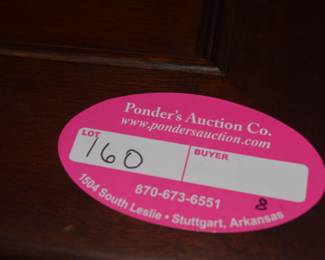 Ponder's Auction Co.
www.pondersauction.com
LOT
160
BUYER
870-673-6551
8
1504 South Leslie • Stuttgart, Arkansas